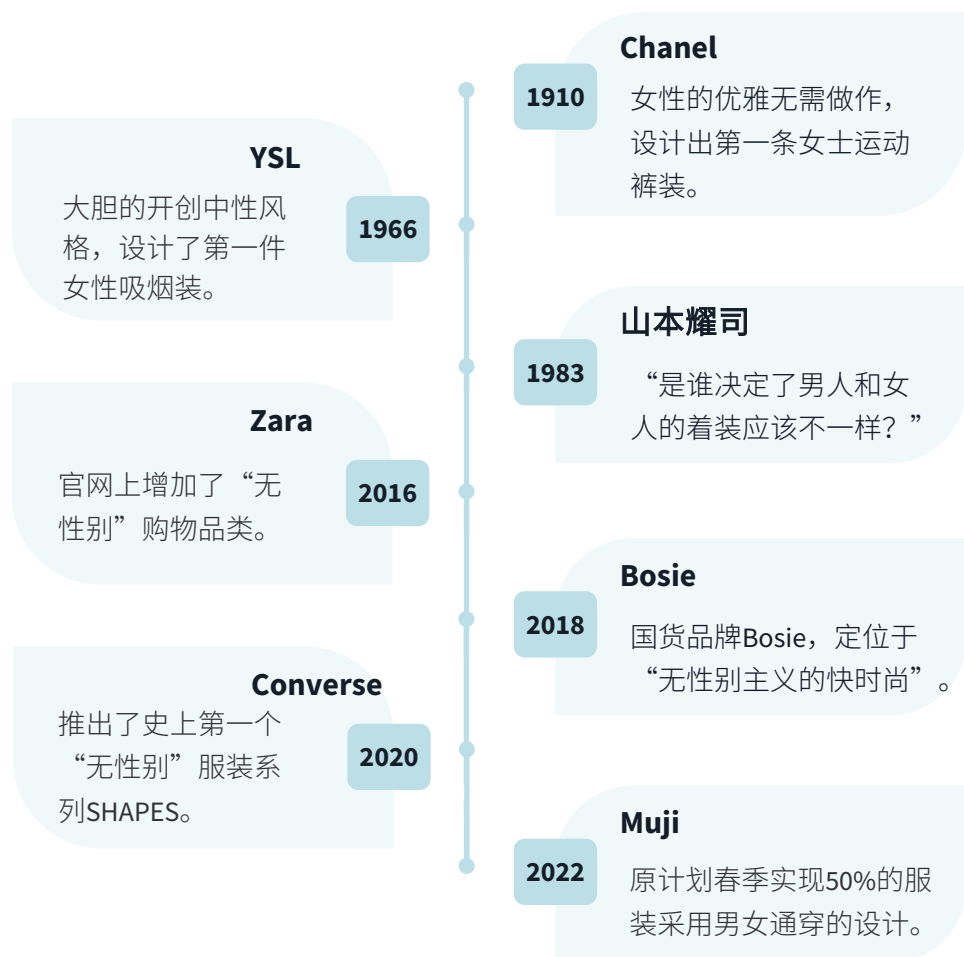 Chanel
1910
女性的优雅无需做作，
设计出第一条女士运动
裤装。
YSL
大胆的开创中性风
格，设计了第一件
女性吸烟装。
1966
山本耀司
1983
“是谁决定了男人和女
人的着装应该不一样？”
Zara
官网上增加了“无
性别”购物品类。
2016
Bosie
2018
国货品牌Bosie，定位于
“无性别主义的快时尚”。
Converse
推出了史上第一个
“无性别”服装系
列SHAPES。
2020
Muji
2022
原计划春季实现50%的服
装采用男女通穿的设计。